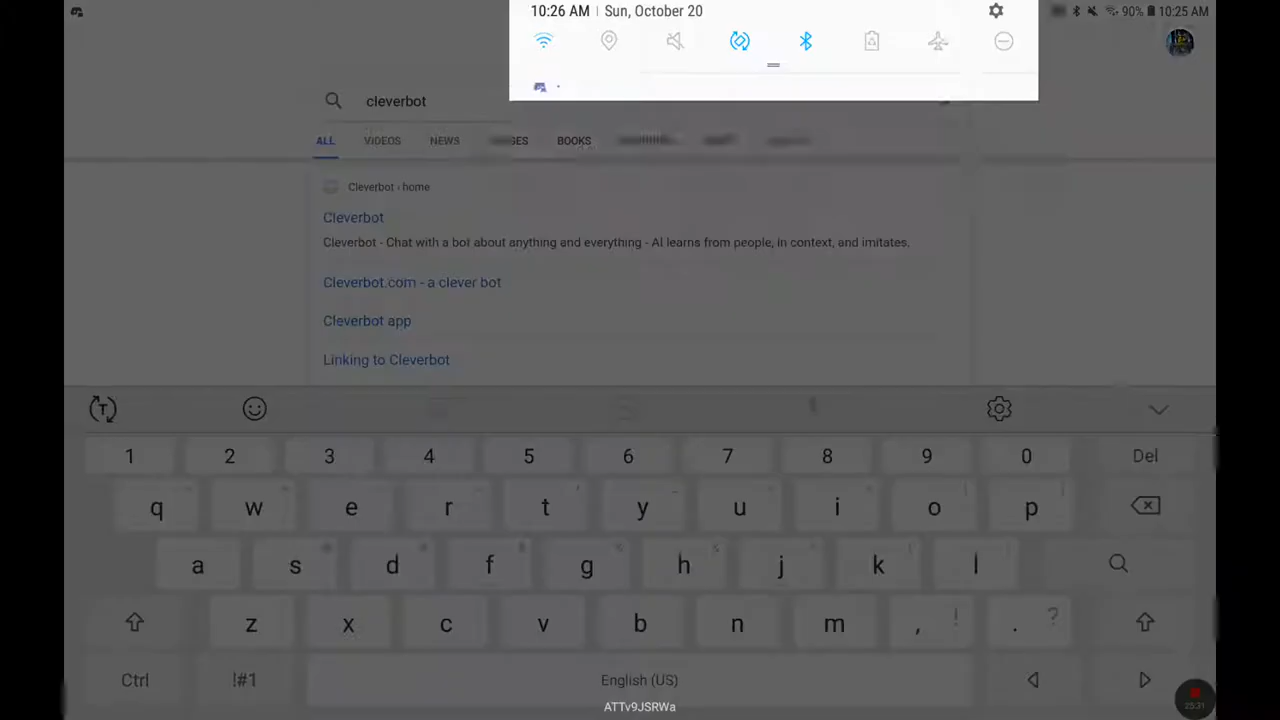 10:26 AM | Sun, October 20
90% 10:25 AM
cleverbot
ALL VIDEOS NEWS GES BOOKS
Cleverbot › home
Cleverbot
Cleverbot - Chat with a bot about anything and everything - AI learns from people, in context, and imitates.
Cleverbot.com - a clever bot
Cleverbot app
Linking to Cleverbot
T
1 2 3 4 5 6 7 8 9 0 Del
q w e r t y u i o p
a s d f g h j k l
z x c v b n m , ! . ?
Ctrl !#1 English (US)
ATTv9JSRWa
25:31